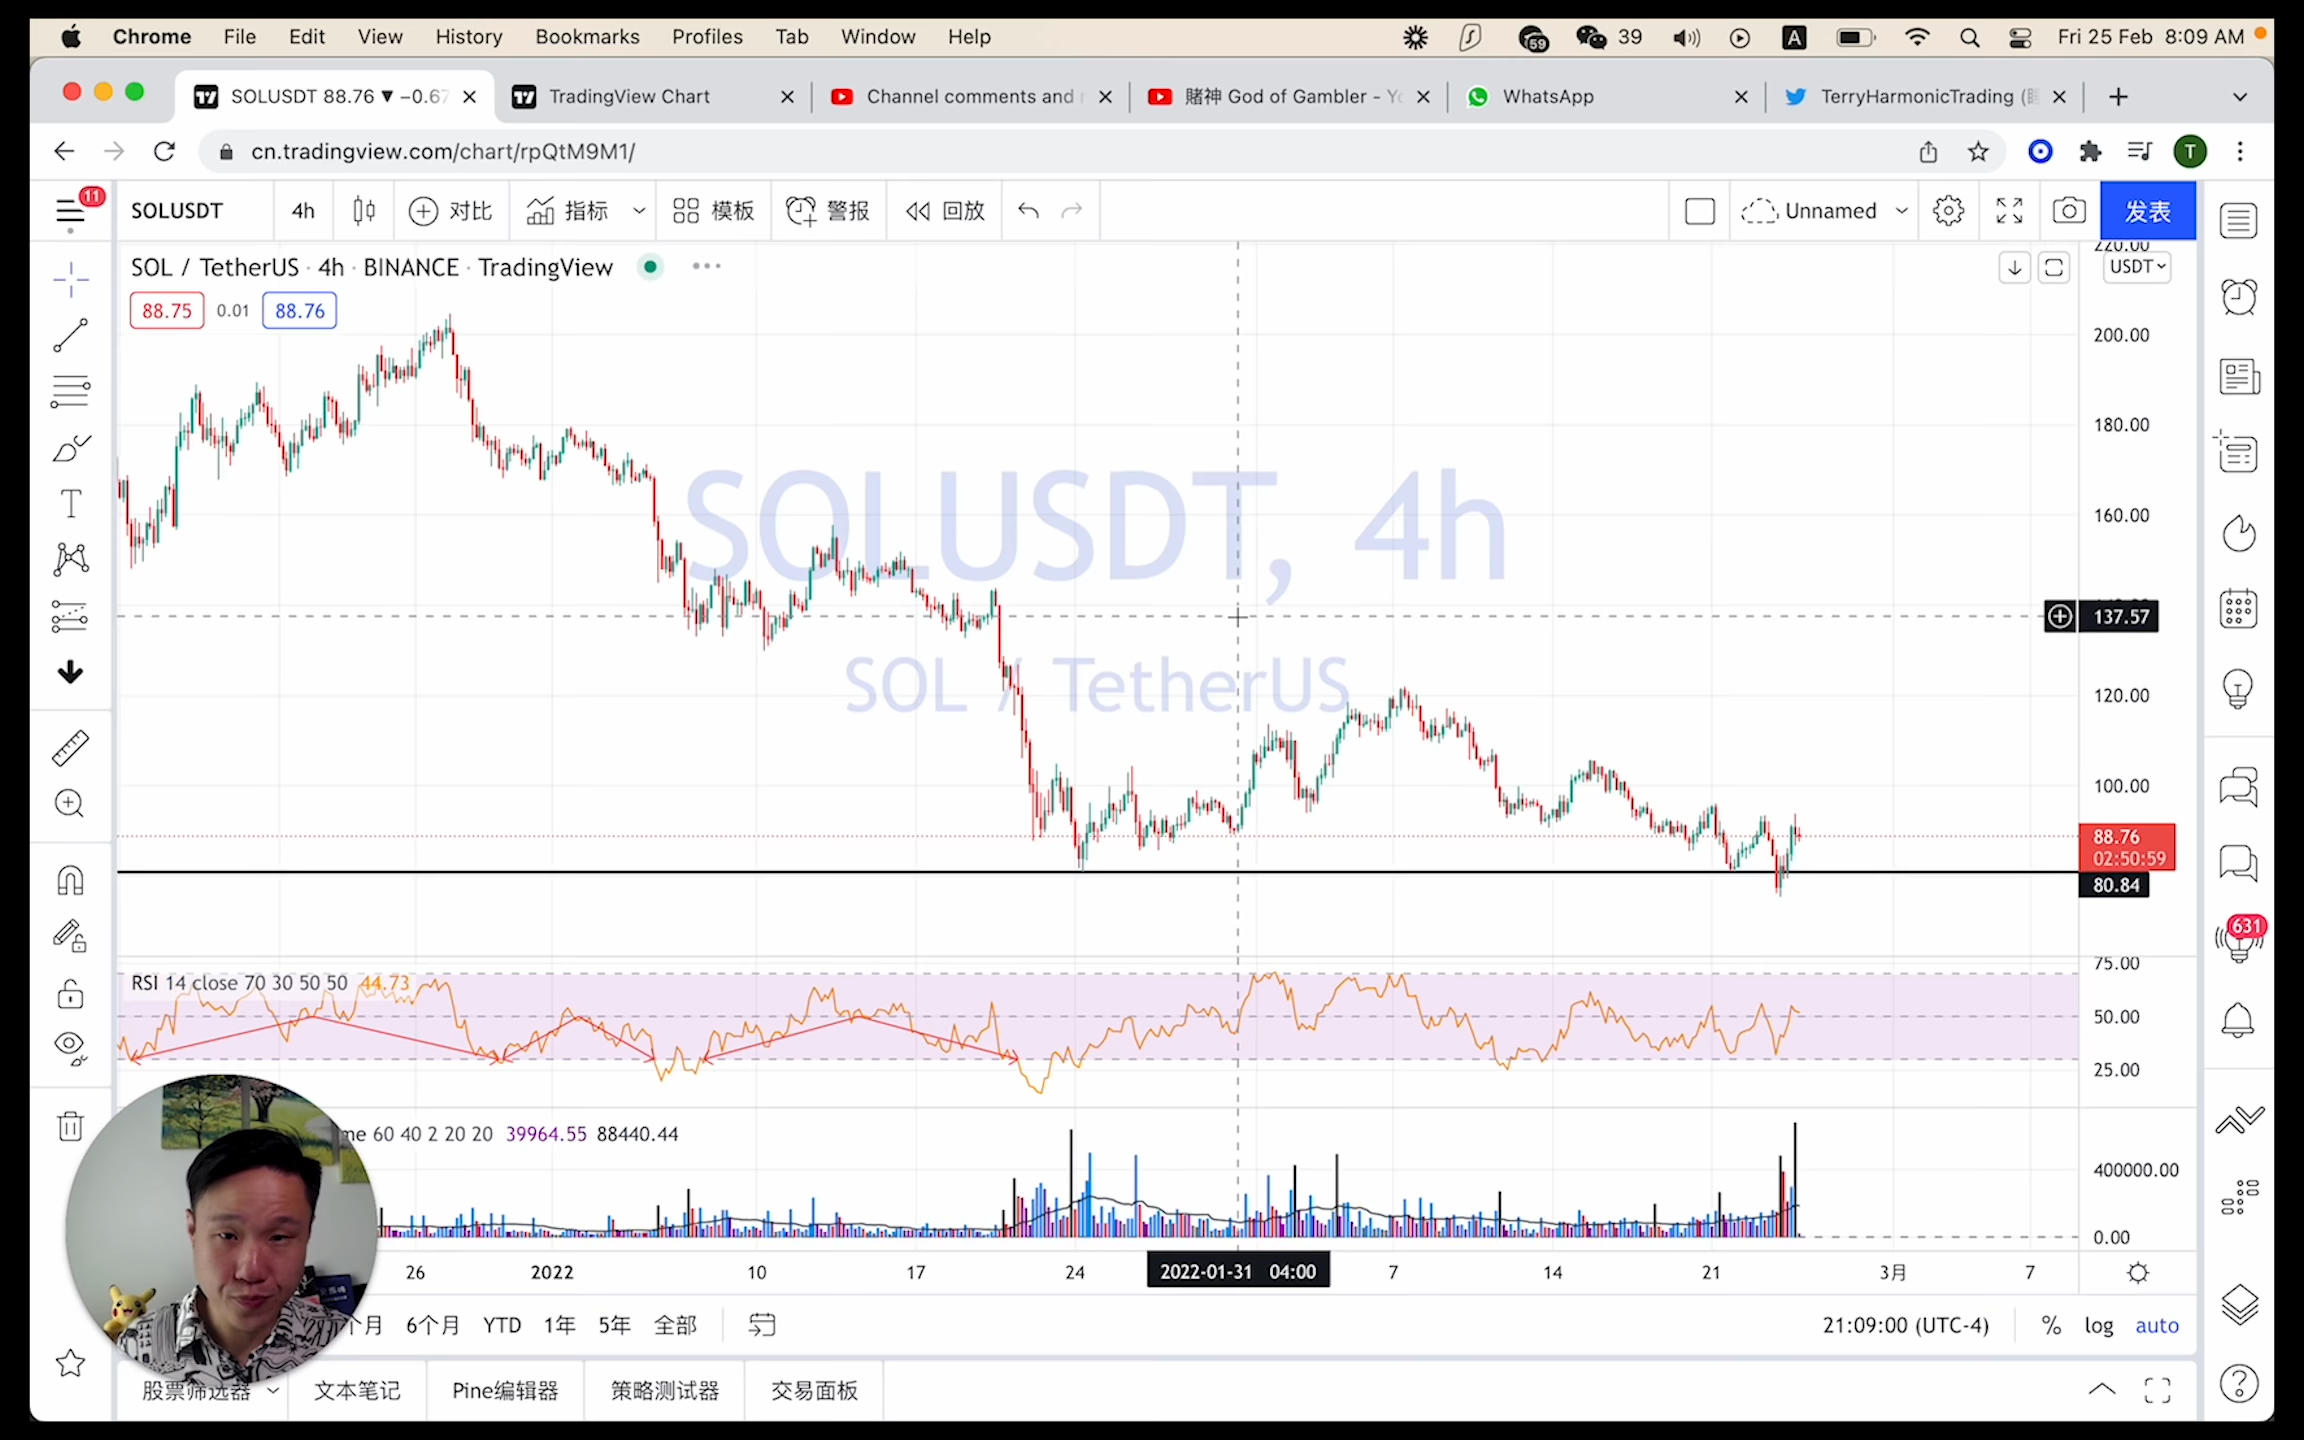 Chrome File Edit View History Bookmarks Profiles Tab Window Help 59 39 A Fri 25 Feb 8:09 AM
SOLUSDT 88.76 ▼ −0.67 TradingView Chart Channel comments and 賭神 God of Gambler - Yo WhatsApp TerryHarmonicTrading (
cn.tradingview.com/chart/rpQtM9M1/ T
11 SOLUSDT 4h 对比 指标 模板 警报 回放 Unnamed 发表
SOL / TetherUS · 4h · BINANCE · TradingView
88.75 0.01 88.76
220.00
USDT
200.00
180.00
160.00
137.57
120.00
100.00
88.76
02:50:59
80.84
SOLUSDT, 4h
SOL / TetherUS
631
RSI 14 close 70 30 50 50 44.73
75.00
50.00
25.00
me 60 40 2 20 20 39964.55 88440.44
400000.00
0.00
26 2022 10 17 24 2022-01-31 04:00 7 14 21 3月 7
个月 6个月 YTD 1年 5年 全部 21:09:00 (UTC-4) % log auto
股票筛选器 文本笔记 Pine编辑器 策略测试器 交易面板